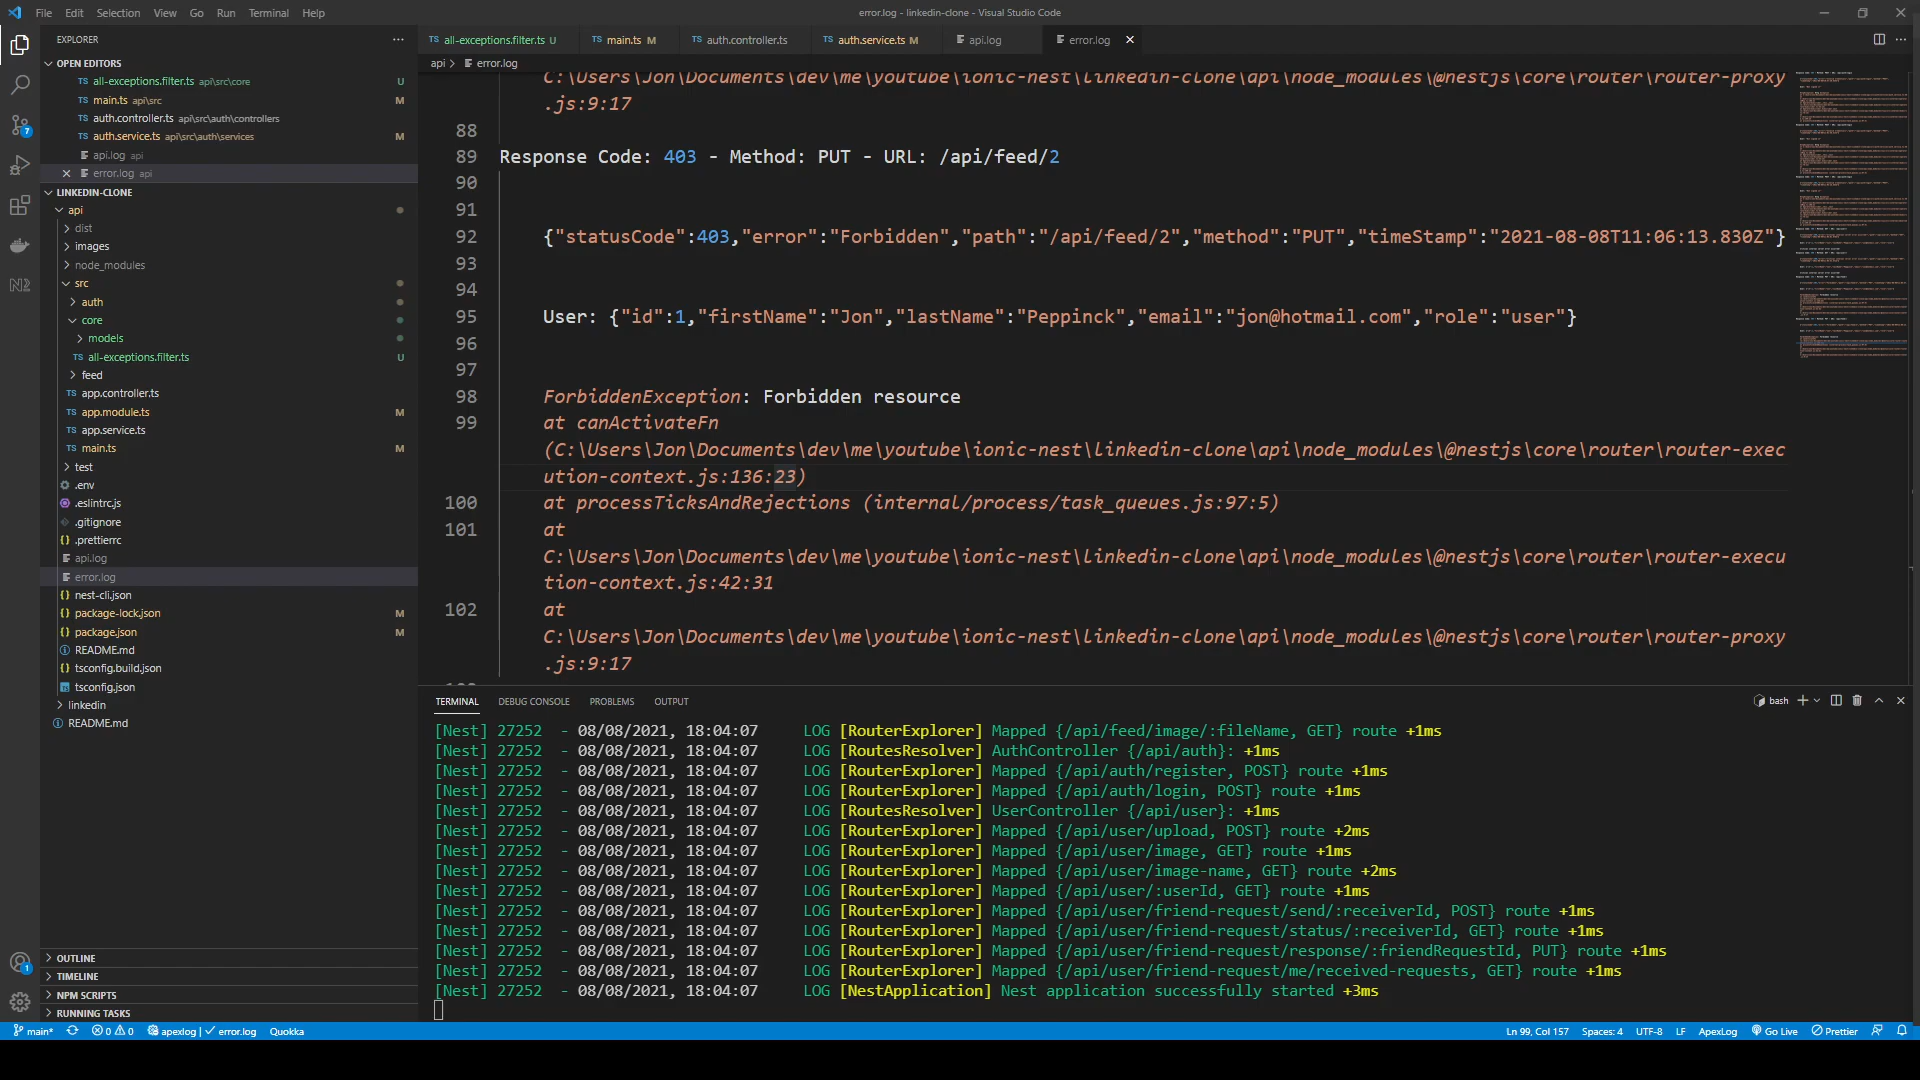 File Edit Selection View Go Run Terminal Help
error.log - linkedin-clone - Visual Studio Code
EXPLORER
OPEN EDITORS
TS all-exceptions.filter.ts api\src\core U
TS main.ts api\src M
TS auth.controller.ts api\src\auth\controllers
TS auth.service.ts api\src\auth\services M
api.log api
error.log api
LINKEDIN-CLONE
api
dist
images
node_modules
src
auth
core
models
TS all-exceptions.filter.ts U
feed
TS app.controller.ts
TS app.module.ts M
TS app.service.ts
TS main.ts M
test
.env
.eslintrc.js
.gitignore
{} .prettierrc
api.log
error.log
{} nest-cli.json
{} package-lock.json M
{} package.json M
README.md
{} tsconfig.build.json
tsconfig.json
linkedin
README.md
OUTLINE
TIMELINE
NPM SCRIPTS
RUNNING TASKS
TS all-exceptions.filter.ts U
TS main.ts M
TS auth.controller.ts
TS auth.service.ts M
api.log
error.log
api > error.log
C:\Users\Jon\Documents\dev\me\youtube\ionic-nest\linkedin-clone\api\node_modules\@nestjs\core\router\router-proxy
.js:9:17
88
89 Response Code: 403 - Method: PUT - URL: /api/feed/2
90
91
92 {"statusCode":403,"error":"Forbidden","path":"/api/feed/2","method":"PUT","timeStamp":"2021-08-08T11:06:13.830Z"}
93
94
95 User: {"id":1,"firstName":"Jon","lastName":"Peppinck","email":"jon@hotmail.com","role":"user"}
96
97
98 ForbiddenException: Forbidden resource
99 at canActivateFn
(C:\Users\Jon\Documents\dev\me\youtube\ionic-nest\linkedin-clone\api\node_modules\@nestjs\core\router\router-exec
ution-context.js:136:23)
100 at processTicksAndRejections (internal/process/task_queues.js:97:5)
101 at
C:\Users\Jon\Documents\dev\me\youtube\ionic-nest\linkedin-clone\api\node_modules\@nestjs\core\router\router-execu
tion-context.js:42:31
102 at
C:\Users\Jon\Documents\dev\me\youtube\ionic-nest\linkedin-clone\api\node_modules\@nestjs\core\router\router-proxy
.js:9:17
TERMINAL DEBUG CONSOLE PROBLEMS OUTPUT
bash
[Nest] 27252 - 08/08/2021, 18:04:07 LOG [RouterExplorer] Mapped {/api/feed/image/:fileName, GET} route +1ms
[Nest] 27252 - 08/08/2021, 18:04:07 LOG [RoutesResolver] AuthController {/api/auth}: +1ms
[Nest] 27252 - 08/08/2021, 18:04:07 LOG [RouterExplorer] Mapped {/api/auth/register, POST} route +1ms
[Nest] 27252 - 08/08/2021, 18:04:07 LOG [RouterExplorer] Mapped {/api/auth/login, POST} route +1ms
[Nest] 27252 - 08/08/2021, 18:04:07 LOG [RoutesResolver] UserController {/api/user}: +1ms
[Nest] 27252 - 08/08/2021, 18:04:07 LOG [RouterExplorer] Mapped {/api/user/upload, POST} route +2ms
[Nest] 27252 - 08/08/2021, 18:04:07 LOG [RouterExplorer] Mapped {/api/user/image, GET} route +1ms
[Nest] 27252 - 08/08/2021, 18:04:07 LOG [RouterExplorer] Mapped {/api/user/image-name, GET} route +2ms
[Nest] 27252 - 08/08/2021, 18:04:07 LOG [RouterExplorer] Mapped {/api/user/:userId, GET} route +1ms
[Nest] 27252 - 08/08/2021, 18:04:07 LOG [RouterExplorer] Mapped {/api/user/friend-request/send/:receiverId, POST} route +1ms
[Nest] 27252 - 08/08/2021, 18:04:07 LOG [RouterExplorer] Mapped {/api/user/friend-request/status/:receiverId, GET} route +1ms
[Nest] 27252 - 08/08/2021, 18:04:07 LOG [RouterExplorer] Mapped {/api/user/friend-request/response/:friendRequestId, PUT} route +1ms
[Nest] 27252 - 08/08/2021, 18:04:07 LOG [RouterExplorer] Mapped {/api/user/friend-request/me/received-requests, GET} route +1ms
[Nest] 27252 - 08/08/2021, 18:04:07 LOG [NestApplication] Nest application successfully started +3ms
main* 0 0 apexlog | error.log Quokka
Ln 99, Col 157 Spaces: 4 UTF-8 LF ApexLog Go Live Prettier